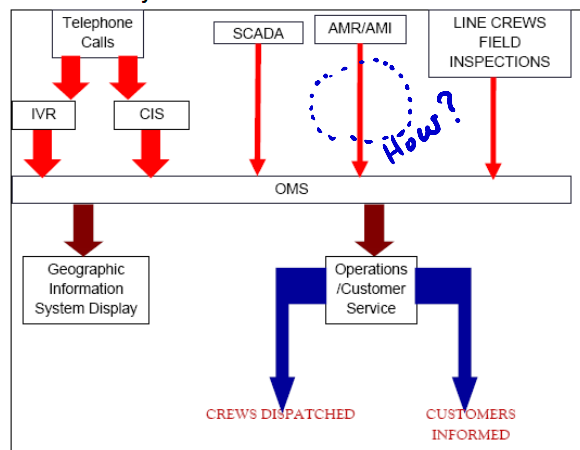 Telephone
Calls
SCADA
AMR/AMI
LINE CREWS
FIELD
INSPECTIONS
IVR
CIS
How?
OMS
Geographic
Information
System Display
Operations
/Customer
Service
CREWS DISPATCHED
CUSTOMERS
INFORMED